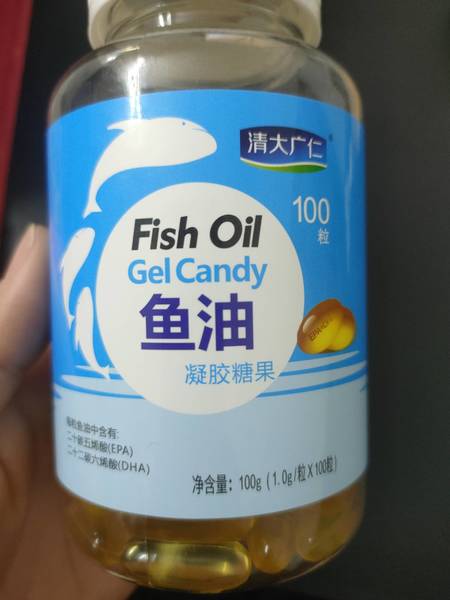 清大广仁
100
粒
Fish Oil
Gel Candy
鱼油
凝胶糖果
鱼油中含有:
二十碳五烯酸(EPA)
二十二碳六烯酸(DHA)
净含量: 100g (1.0g/粒X100粒)